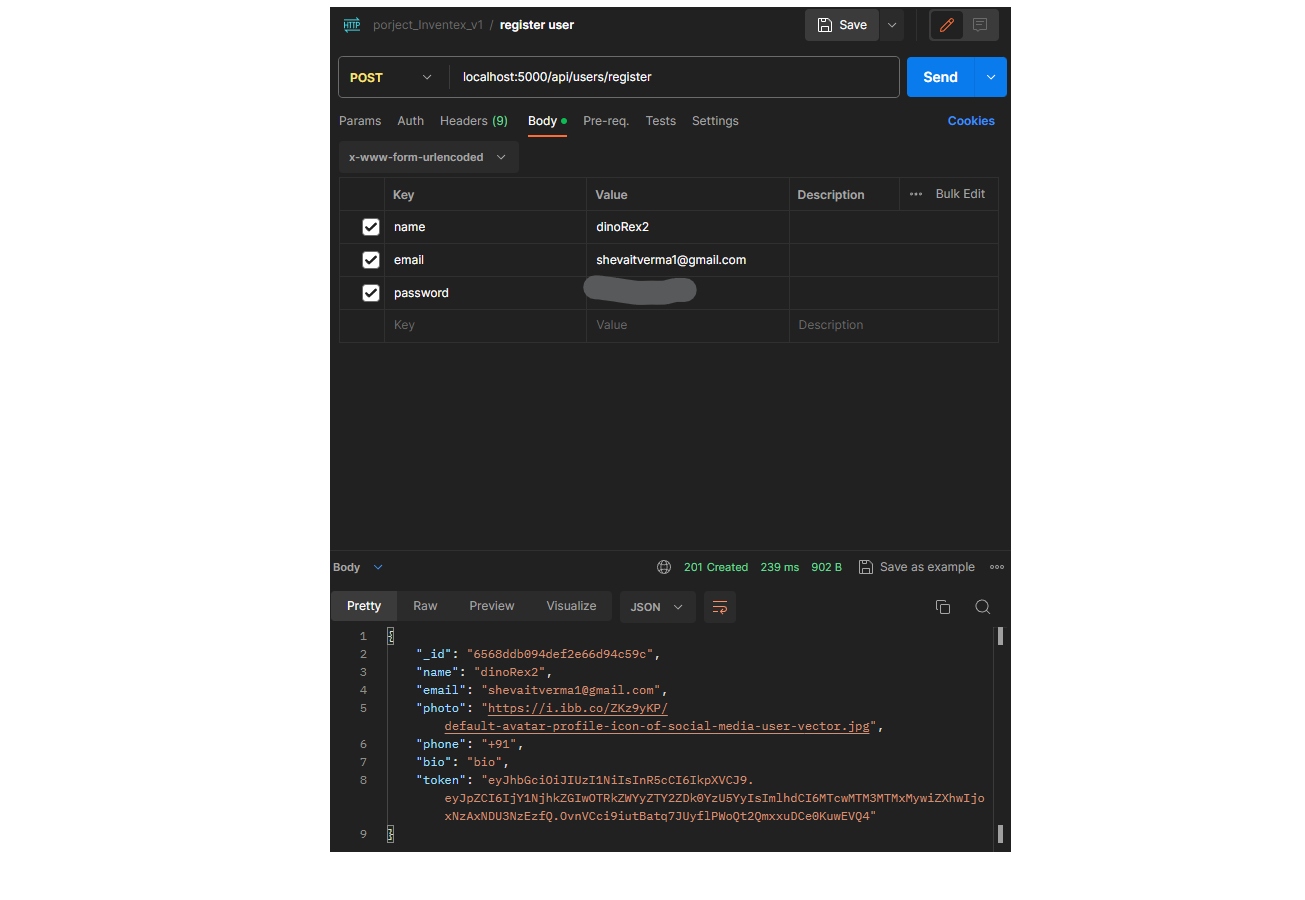 HTTP porject_Inventex_v1 / register user Save
POST localhost:5000/api/users/register Send
Params Auth Headers (9) Body Pre-req. Tests Settings Cookies
x-www-form-urlencoded
Key Value Description Bulk Edit
name dinoRex2
email shevaitverma1@gmail.com
password
Key Value Description
Body 201 Created 239 ms 902 B Save as example
Pretty Raw Preview Visualize JSON
1 {
2 "_id": "6568ddb094def2e66d94c59c",
3 "name": "dinoRex2",
4 "email": "shevaitverma1@gmail.com",
5 "photo": "https://i.ibb.co/ZKz9yKP/
default-avatar-profile-icon-of-social-media-user-vector.jpg",
6 "phone": "+91",
7 "bio": "bio",
8 "token": "eyJhbGciOiJIUzI1NiIsInR5cCI6IkpXVCJ9.
eyJpZCI6IjY1NjhkZGIwOTRkZWYyZTY2ZDk0YzU5YyIsImlhdCI6MTcwMTM3MTMxMywiZXhwIjo
xNzAxNDU3NzEzfQ.OvnVCci9iutBatq7JUyflPWoQt2QmxxuDCe0KuwEVQ4"
9 }